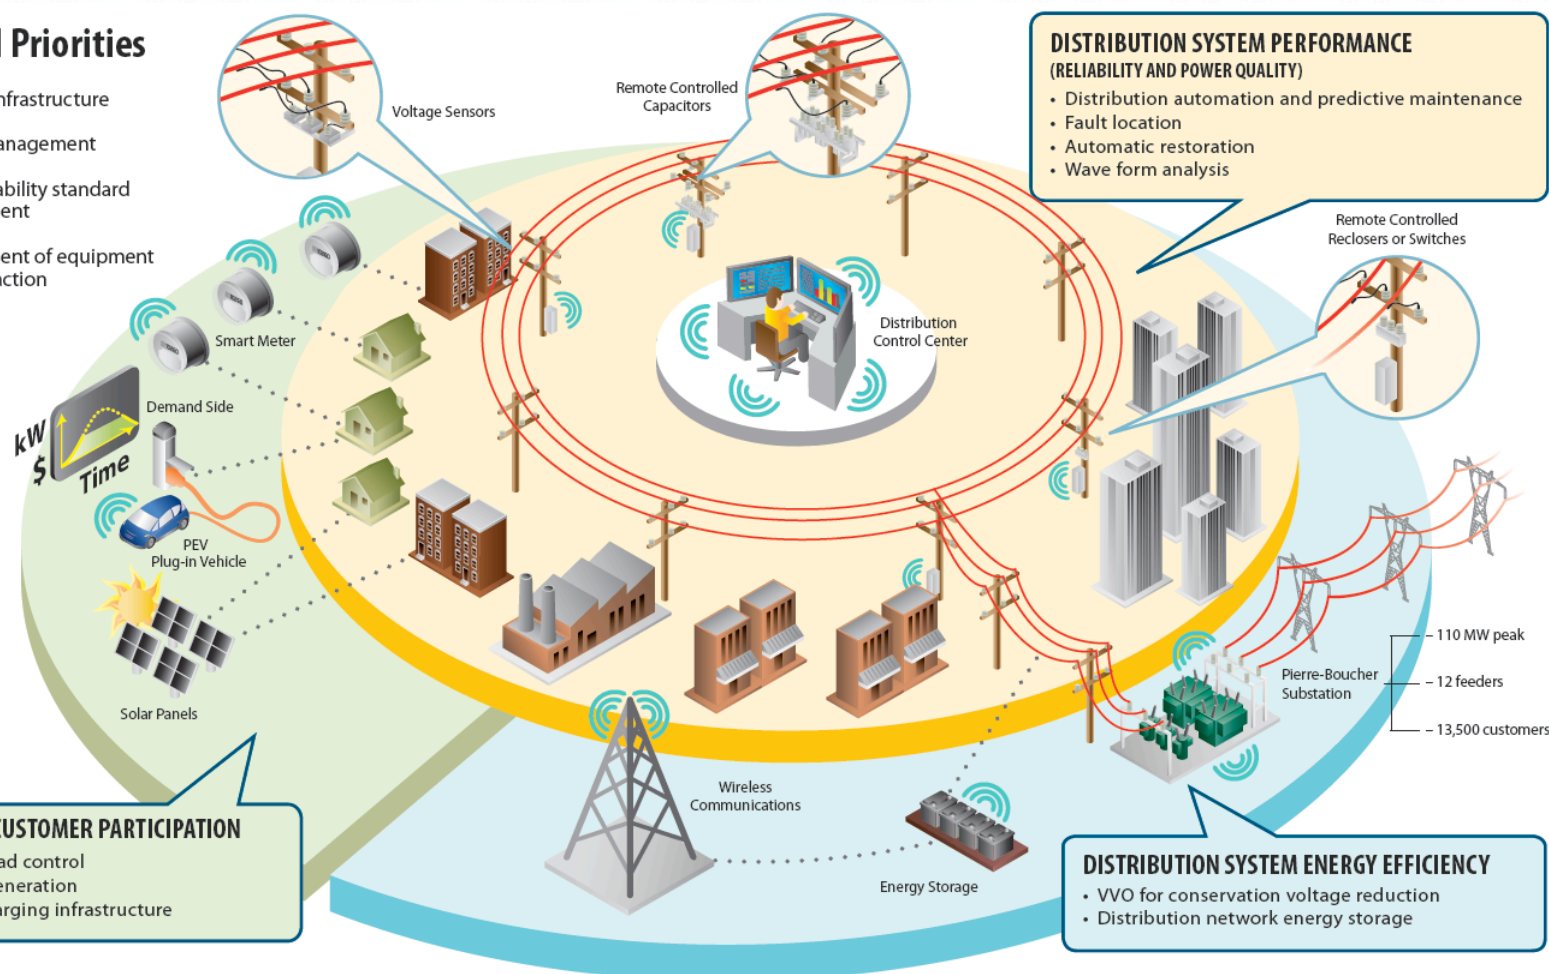 Priorities
nfrastructure
anagement
ability standard
ent
ent of equipment
action
Voltage Sensors
Remote Controlled
Capacitors
DISTRIBUTION SYSTEM PERFORMANCE
(RELIABILITY AND POWER QUALITY)
• Distribution automation and predictive maintenance
• Fault location
• Automatic restoration
• Wave form analysis
Remote Controlled
Reclosers or Switches
Smart Meter
Distribution
Control Center
Demand Side
kW
$
Time
PEV
Plug-in Vehicle
Solar Panels
Pierre-Boucher
Substation
– 110 MW peak
– 12 feeders
– 13,500 customers
Wireless
Communications
Energy Storage
CUSTOMER PARTICIPATION
ad control
eneration
arging infrastructure
DISTRIBUTION SYSTEM ENERGY EFFICIENCY
• VVO for conservation voltage reduction
• Distribution network energy storage